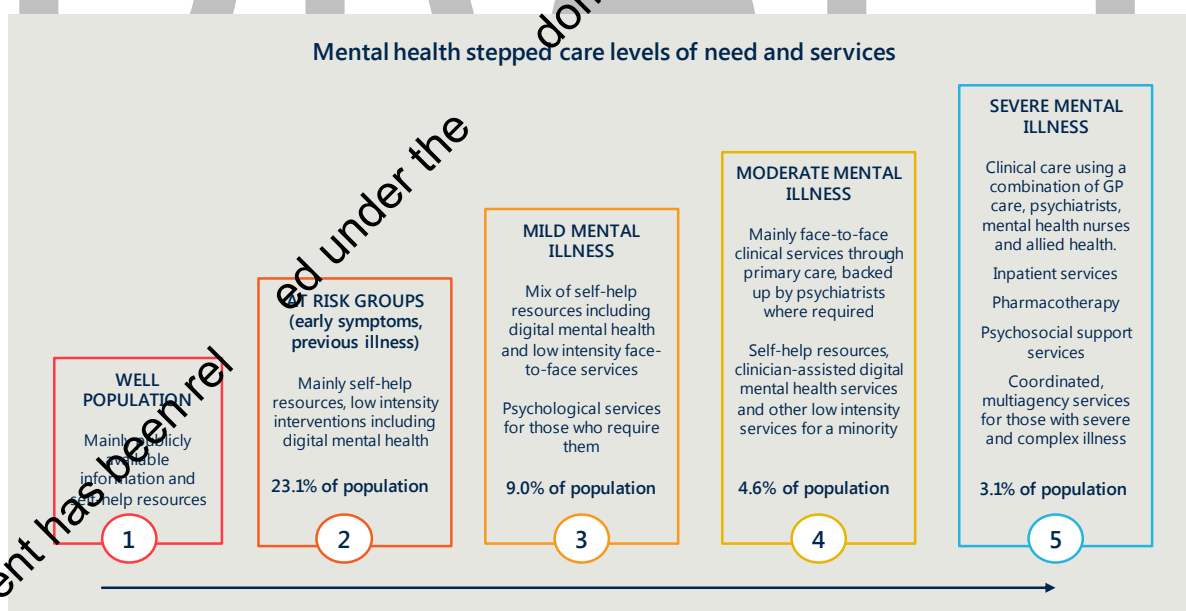 Mental health stepped care levels of need and services
WELL
POPULATION
Mainly publicly
available
information and
self-help resources
1
AT RISK GROUPS
(early symptoms,
previous illness)
Mainly self-help
resources, low intensity
interventions including
digital mental health
23.1% of population
2
MILD MENTAL
ILLNESS
Mix of self-help
resources including
digital mental health
and low intensity face-
to-face services
Psychological services
for those who require
them
9.0% of population
3
MODERATE MENTAL
ILLNESS
Mainly face-to-face
clinical services through
primary care, backed
up by psychiatrists
where required
Self-help resources,
clinician-assisted digital
mental health services
and other low intensity
services for a minority
4.6% of population
4
SEVERE MENTAL
ILLNESS
Clinical care using a
combination of GP
care, psychiatrists,
mental health nurses
and allied health.
Inpatient services
Pharmacotherapy
Psychosocial support
services
Coordinated,
multiagency services
for those with severe
and complex illness
3.1% of population
5
ent has been rel
ed under the